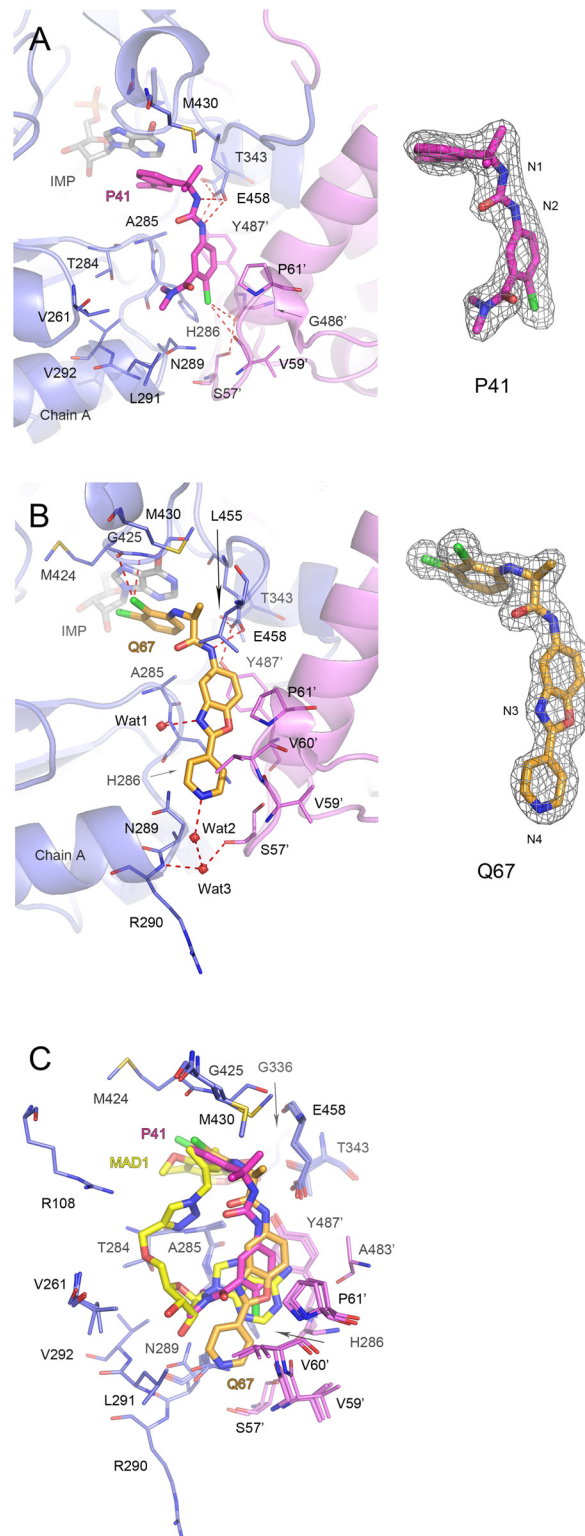 A
M430
T343
IMP
P41
E458
A285
Y487'
T284
P61'
V261
H286
G486'
V292
N289
V59'
L291
Chain A
S57'
N1
N2
P41
B
M430
L455
G425
M424
T343
IMP
E458
Q67
Y487'
A285
P61'
Wat1
V60'
H286
V59'
N289
Wat2
Chain A
S57'
Wat3
R290
N3
N4
Q67
C
G336
G425
M424
M430
E458
P41
T343
MAD1
R108
Y487'
T284
A285
A483'
V261
P61'
N289
H286
V292
V60'
Q67
L291
V59'
S57'
R290